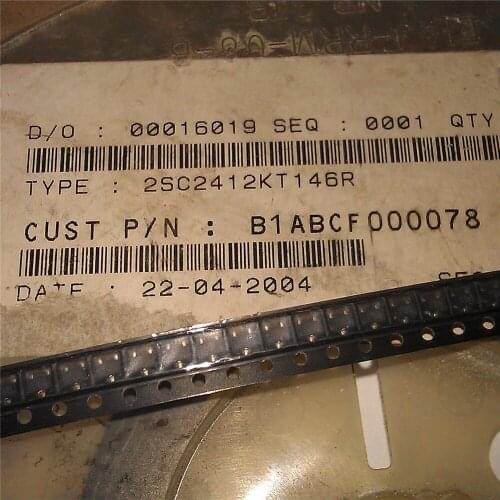 D/O : 00016019 SEQ : 0001 QTY
TYPE : 2SC2412KT146R
CUST P/N : B1ABCF000078
DATE : 22-04-2004